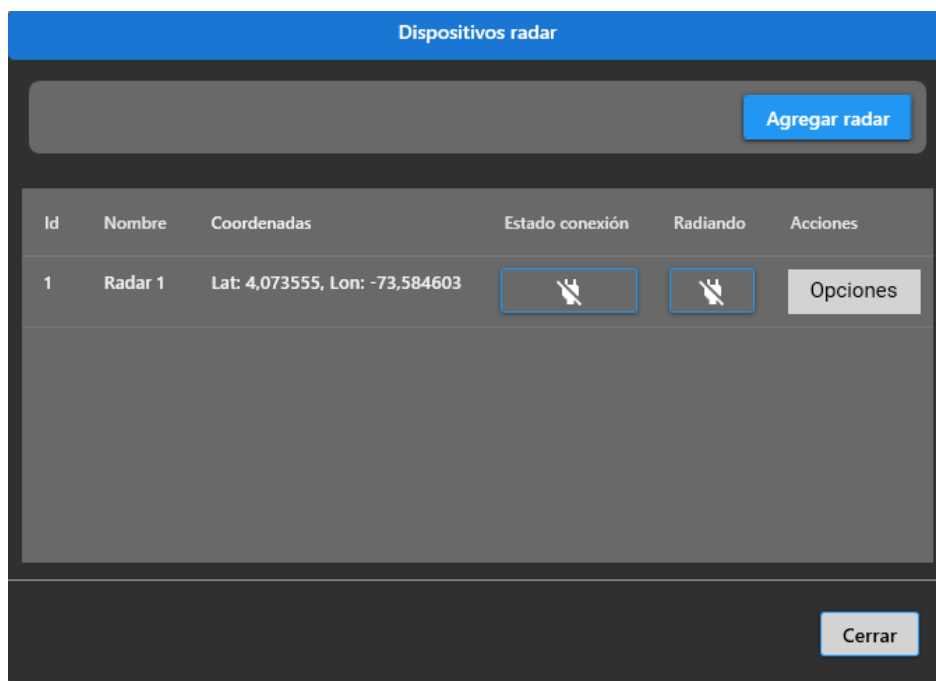 Dispositivos radar
Agregar radar
Id Nombre Coordenadas Estado conexión Radiando Acciones
1 Radar 1 Lat: 4,073555, Lon: -73,584603 Opciones
Cerrar